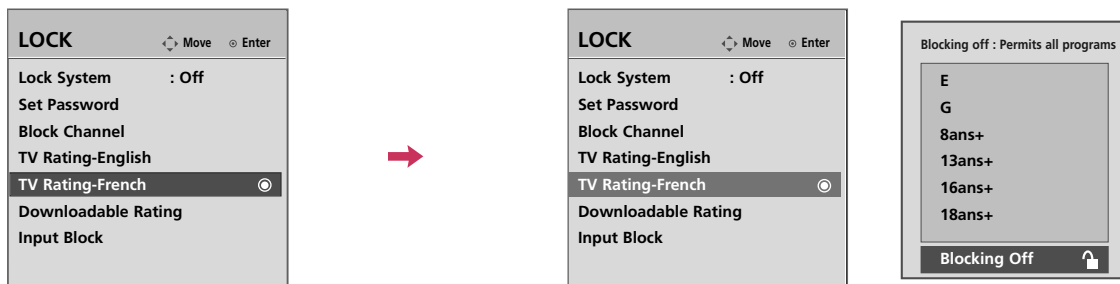 LOCK Move Enter
Lock System : Off
Set Password
Block Channel
TV Rating-English
TV Rating-French
Downloadable Rating
Input Block
LOCK Move Enter
Lock System : Off
Set Password
Block Channel
TV Rating-English
TV Rating-French
Downloadable Rating
Input Block
Blocking off : Permits all programs
E
G
8ans+
13ans+
16ans+
18ans+
Blocking Off